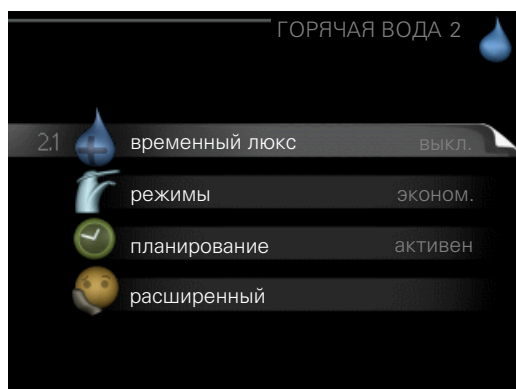 ГОРЯЧАЯ ВОДА 2
2.1 временный люкс выкл.
режимы эконом.
планирование активен
расширенный